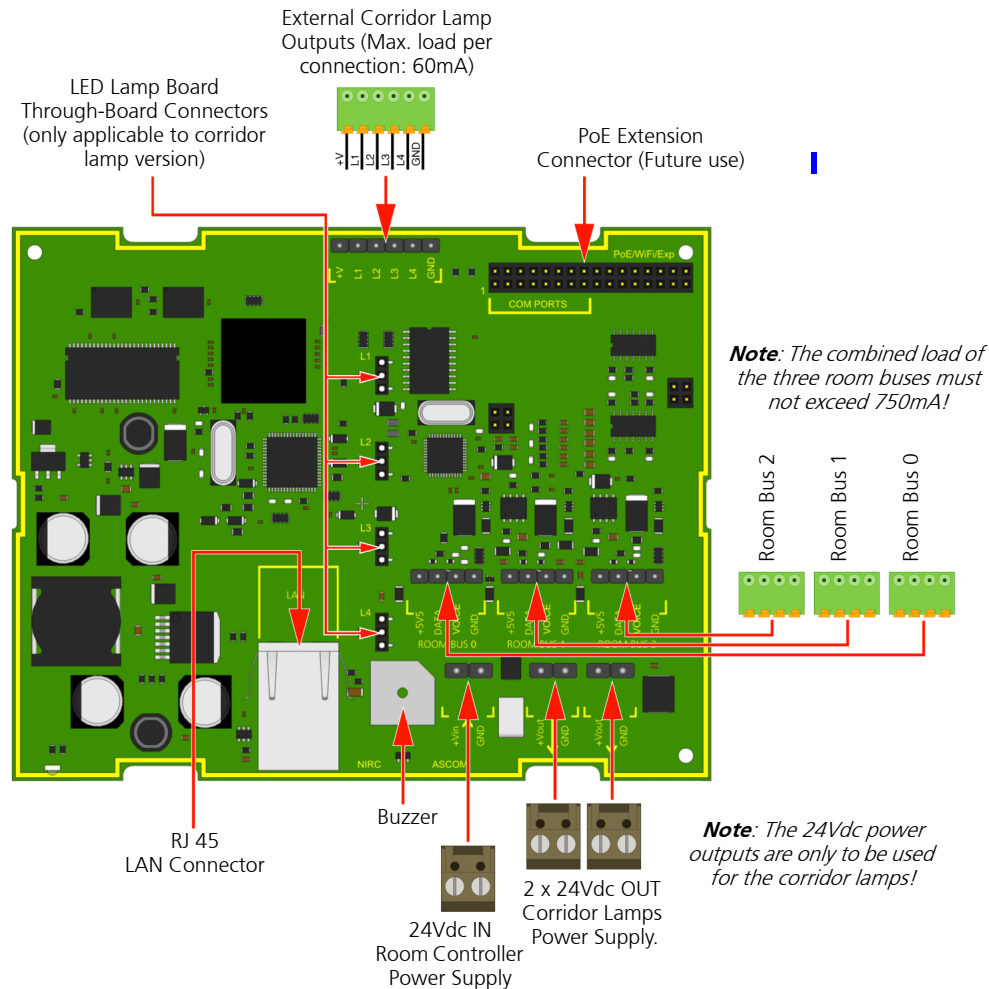 External Corridor Lamp
Outputs (Max. load per
connection: 60mA)
LED Lamp Board
Through-Board Connectors
(only applicable to corridor
lamp version)
+V
L1
L2
L3
L4
GND
PoE Extension
Connector (Future use)
PoE/WiFi/Exp
+V
L1
L2
L3
L4
GND
1
COM PORTS
L1
Note: The combined load of
the three room buses must
not exceed 750mA!
L2
Room Bus 2
Room Bus 1
Room Bus 0
L3
LAN
L4
+5V5
DATA
VOICE
GND
ROOM BUS 0
+5V5
DATA
VOICE
GND
ROOM BUS
+5V5
DATA
VOICE
GND
ROOM BUS
+Vin
GND
+Vout
GND
+Vout
GND
NIRC
ASCOM
Buzzer
RJ 45
LAN Connector
Note: The 24Vdc power
outputs are only to be used
for the corridor lamps!
2 x 24Vdc OUT
Corridor Lamps
Power Supply.
24Vdc IN
Room Controller
Power Supply